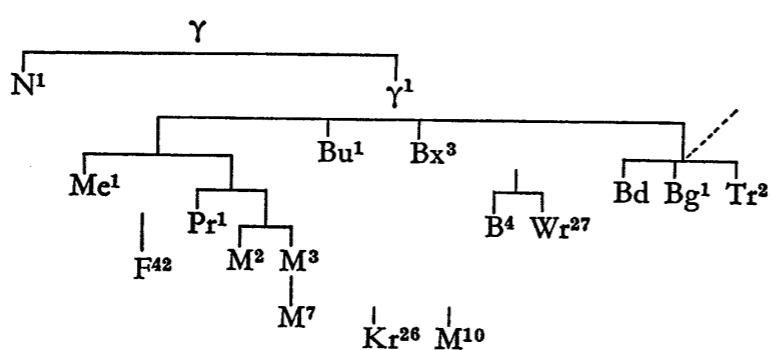 γ
N¹ γ¹
Bu¹ Bx³
Me¹ Bd Bg¹ Tr²
Pr¹ B⁴ Wr²⁷
F⁴² M² M³
M⁷
Kr²⁶ M¹⁰